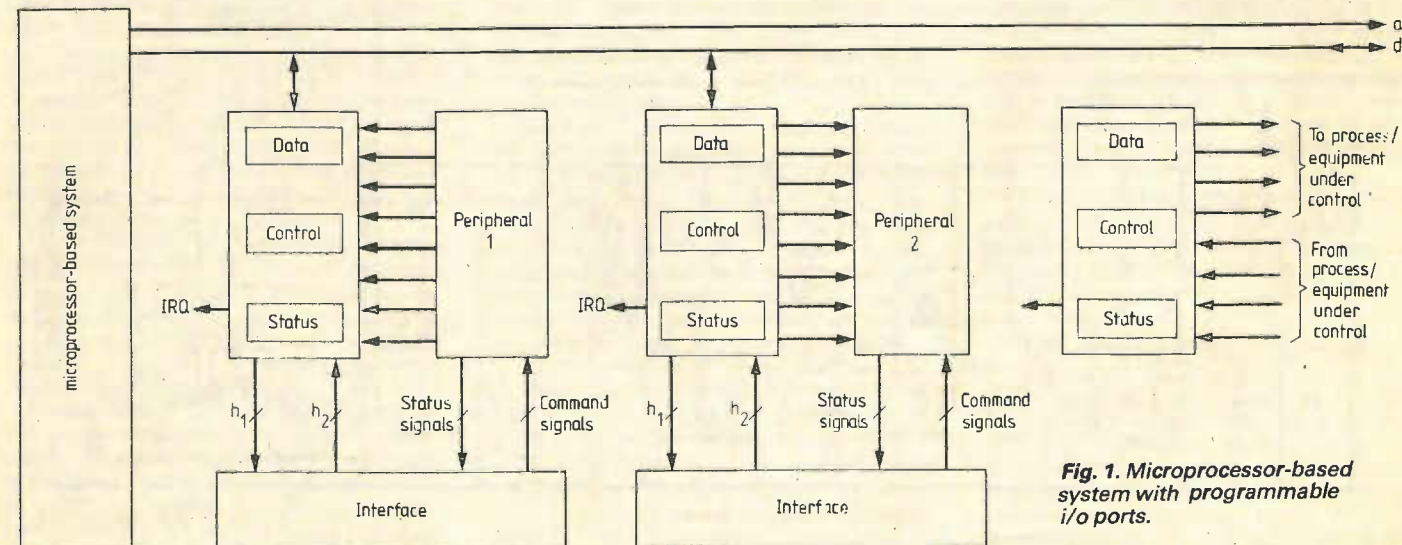 microprocessor-based system
a
d
Data
Control
Status
IRQ
Peripheral
1
h1
h2
Status
signals
Command
signals
Interface
Data
Control
Status
IRQ
Peripheral
2
h1
h2
Status
signals
Command
signals
Interface
Data
Control
Status
To process/
equipment
under
control
From
process/
equipment
under
control
Fig. 1. Microprocessor-based
system with programmable
i/o ports.